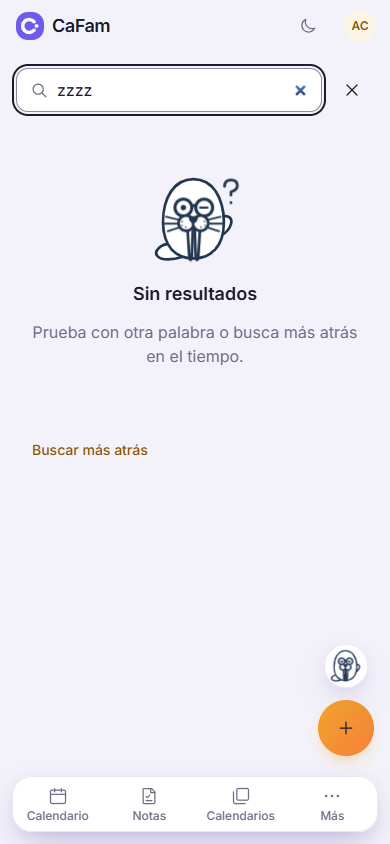 CaFam
AC
zzzz
?
Sin resultados
Prueba con otra palabra o busca más atrás
en el tiempo.
Buscar más atrás
Calendario
Notas
Calendarios
Más